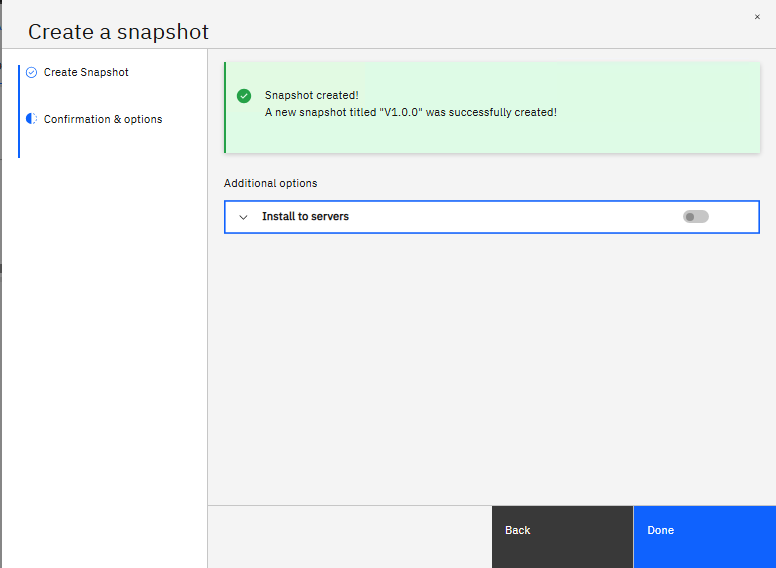 Create a snapshot
Create Snapshot
Confirmation & options
Snapshot created!
A new snapshot titled "V1.0.0" was successfully created!
Additional options
Install to servers
Back
Done